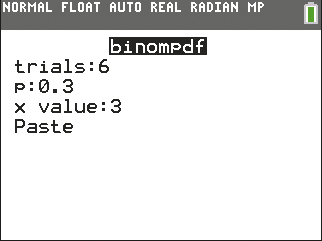 NORMAL FLOAT AUTO REAL RADIAN MP
binompdf
trials:6
p:0.3
x value:3
Paste